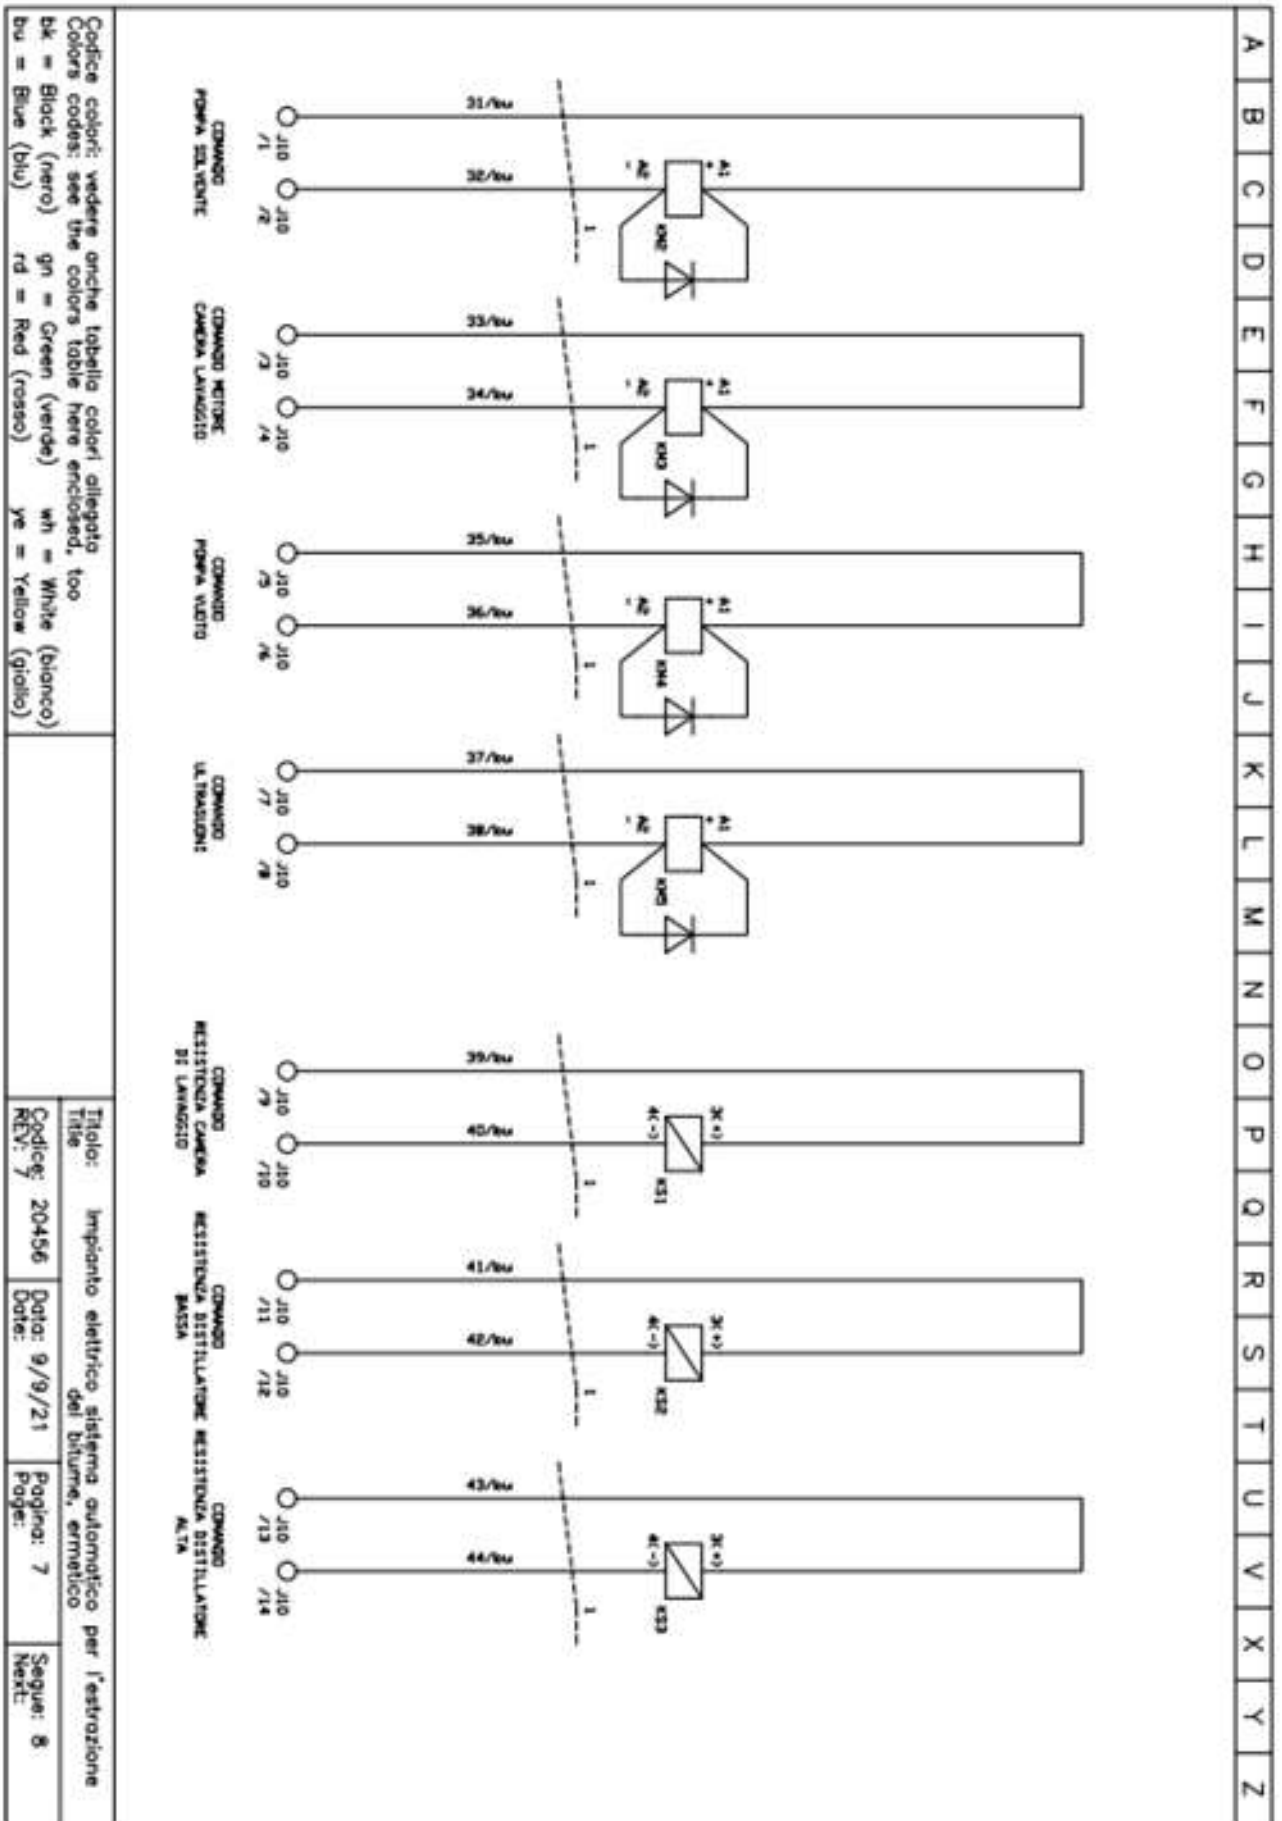 A B C D E F G H I J K L M N O P Q R S T U V X Y Z
31/bu
32/bu
A1
+
A2
-
KM2
1
J10
/1
J10
/2
COMANDO
POMPA SOLVENTE
33/bu
34/bu
A1
+
A2
-
KM3
1
J10
/3
J10
/4
COMANDO MOTORE
CAMERA LAVAGGIO
35/bu
36/bu
A1
+
A2
-
KM4
1
J10
/5
J10
/6
COMANDO
POMPA VUOTO
37/bu
38/bu
A1
+
A2
-
KM5
1
J10
/7
J10
/8
COMANDO
ULTRASUONI
39/bu
40/bu
3(+)
4(-)
KS1
1
J10
/9
J10
/10
COMANDO
RESISTENZA CAMERA
DI LAVAGGIO
41/bu
42/bu
3(+)
4(-)
KS2
1
J10
/11
J10
/12
COMANDO
RESISTENZA DISTILLATORE
BASSA
43/bu
44/bu
3(+)
4(-)
KS3
1
J10
/13
J10
/14
COMANDO
RESISTENZA DISTILLATORE
ALTA
Codice colori: vedere anche tabella colori allegata
Colors codes: see the colors table here enclosed, too
bk = Black (nero) gn = Green (verde) wh = White (bianco)
bu = Blue (blu) rd = Red (rosso) ye = Yellow (giallo)
Titolo: Impianto elettrico sistema automatico per l'estrazione
Title del bitume, ermetico
Codice: 20456 Data: 9/9/21 Pagina: 7 Segue: 8
REV: 7 Date: Page: Next: